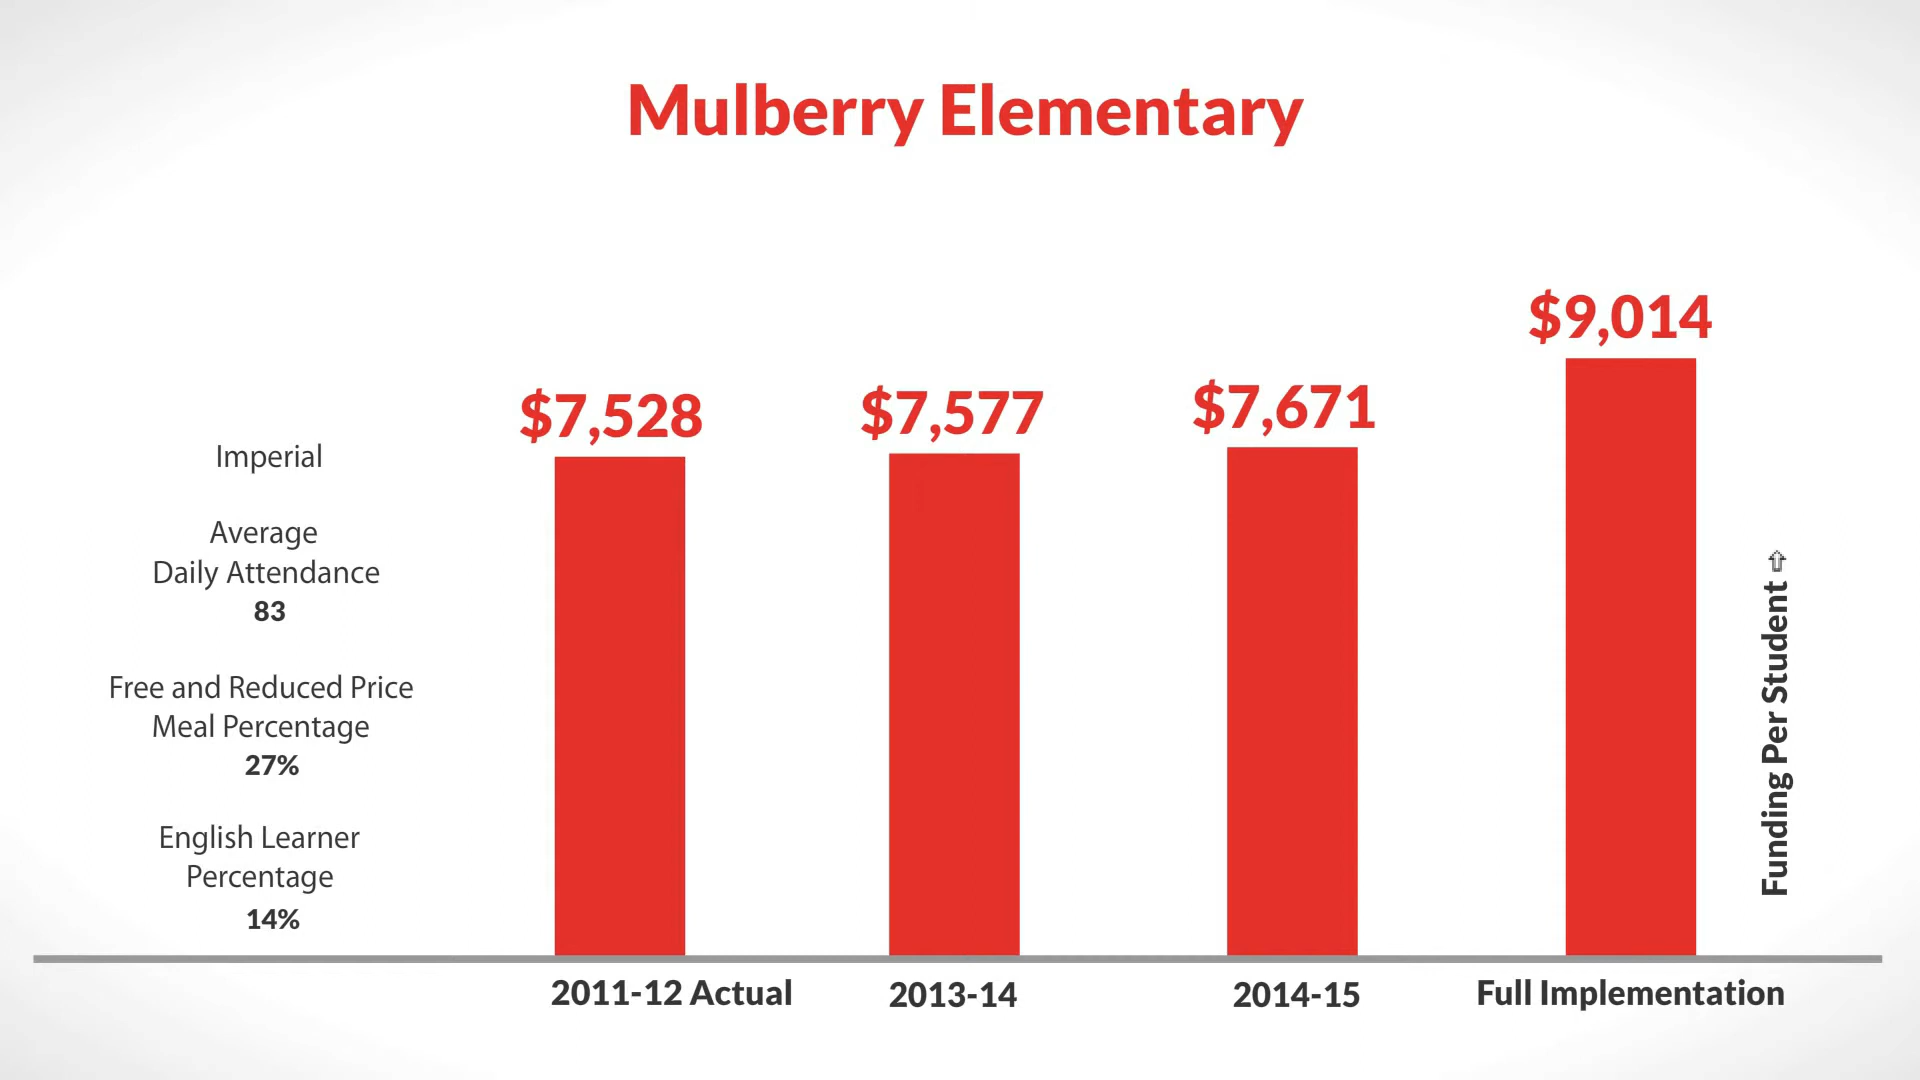 Mulberry Elementary
$9,014
$7,528
$7,577
$7,671
Imperial
Average
Daily Attendance
83
Free and Reduced Price
Meal Percentage
27%
English Learner
Percentage
14%
Funding Per Student ⇧
2011-12 Actual
2013-14
2014-15
Full Implementation